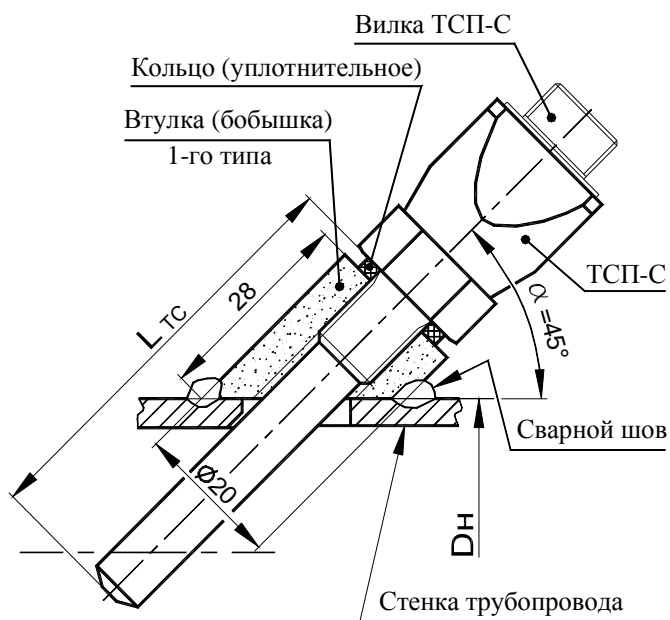 Вилка ТСП-С
Кольцо (уплотнительное)
Втулка (бобышка)
1-го типа
ТСП-С
28
L ТС
α =45°
Сварной шов
Ø20
Dн
Стенка трубопровода